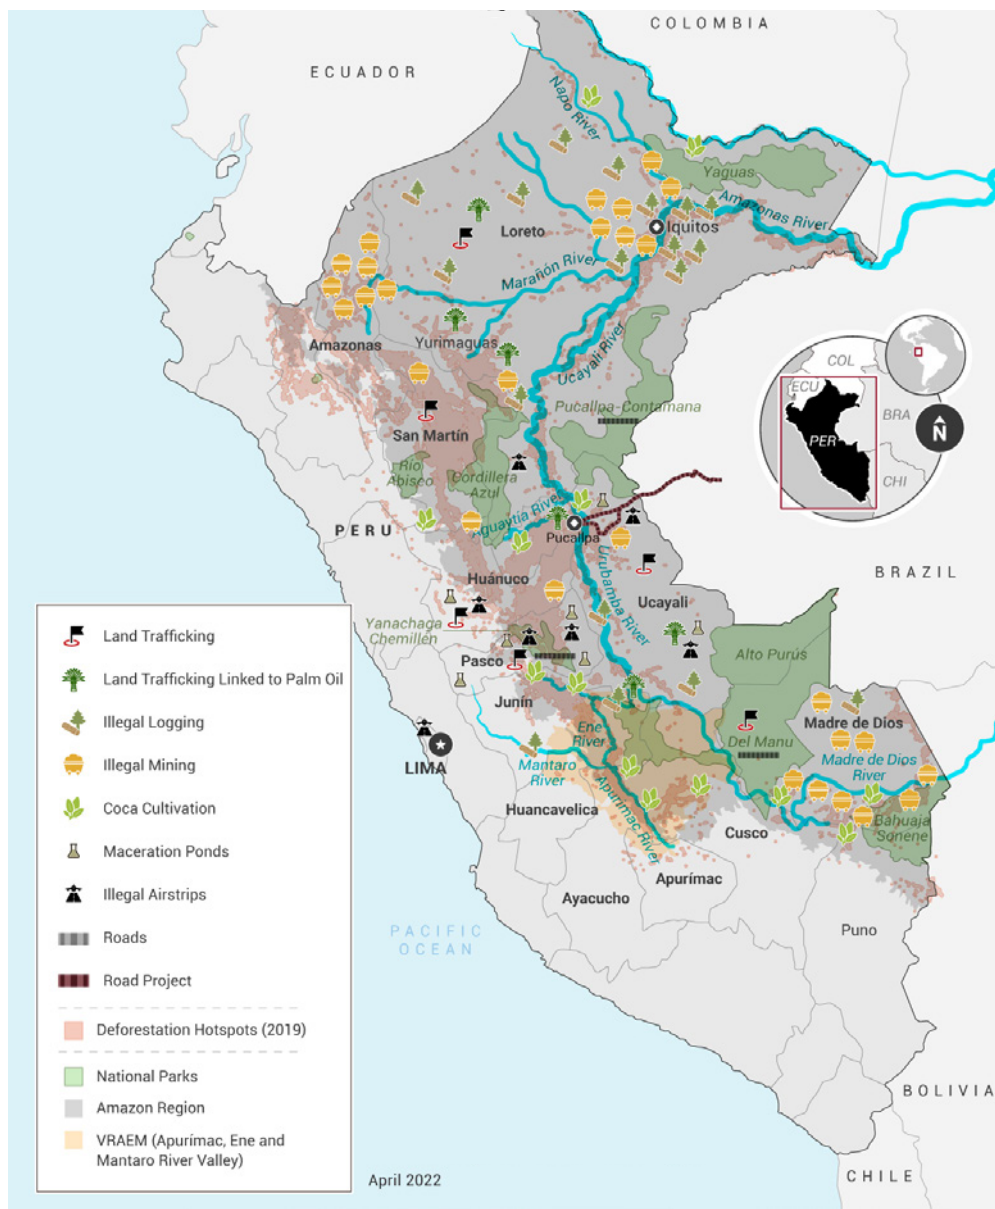 COLOMBIA
ECUADOR
Napo River
Yaguas
Amazonas River
Iquitos
Loreto
Marañón River
Amazonas
Yurimaguas
Ucayali River
COL
ECU
BRA
PER
CHI
N
Pucallpa-Contamana
San Martín
Río
Abiseo
Cordillera
Azul
Aguaytía River
PERU
Pucallpa
Urubamba River
BRAZIL
Huánuco
Ucayali
Yanachaga
Chemillén
Alto Purús
Pasco
Junín
Ene
River
Madre de Dios
Del Manu
Madre de Dios
River
LIMA
Mantaro
River
Apurímac River
Huancavelica
Cusco
Bahuaja
Sonene
Apurímac
Ayacucho
Puno
PACIFIC
OCEAN
BOLIVIA
CHILE
Land Trafficking
Land Trafficking Linked to Palm Oil
Illegal Logging
Illegal Mining
Coca Cultivation
Maceration Ponds
Illegal Airstrips
Roads
Road Project
Deforestation Hotspots (2019)
National Parks
Amazon Region
VRAEM (Apurímac, Ene and
Mantaro River Valley)
April 2022